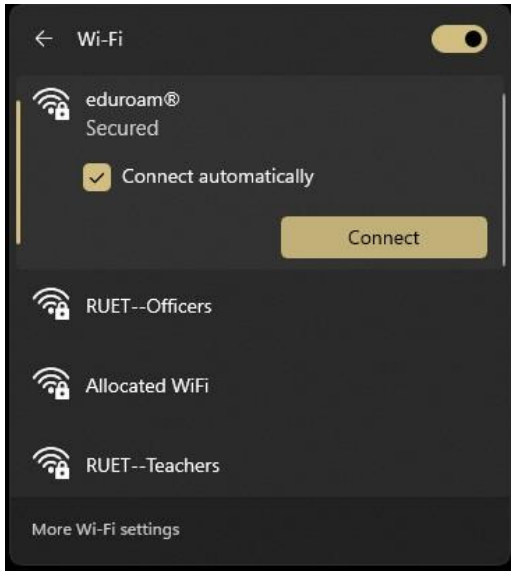 Wi-Fi
eduroam®
Secured
Connect automatically
Connect
RUET--Officers
Allocated WiFi
RUET--Teachers
More Wi-Fi settings